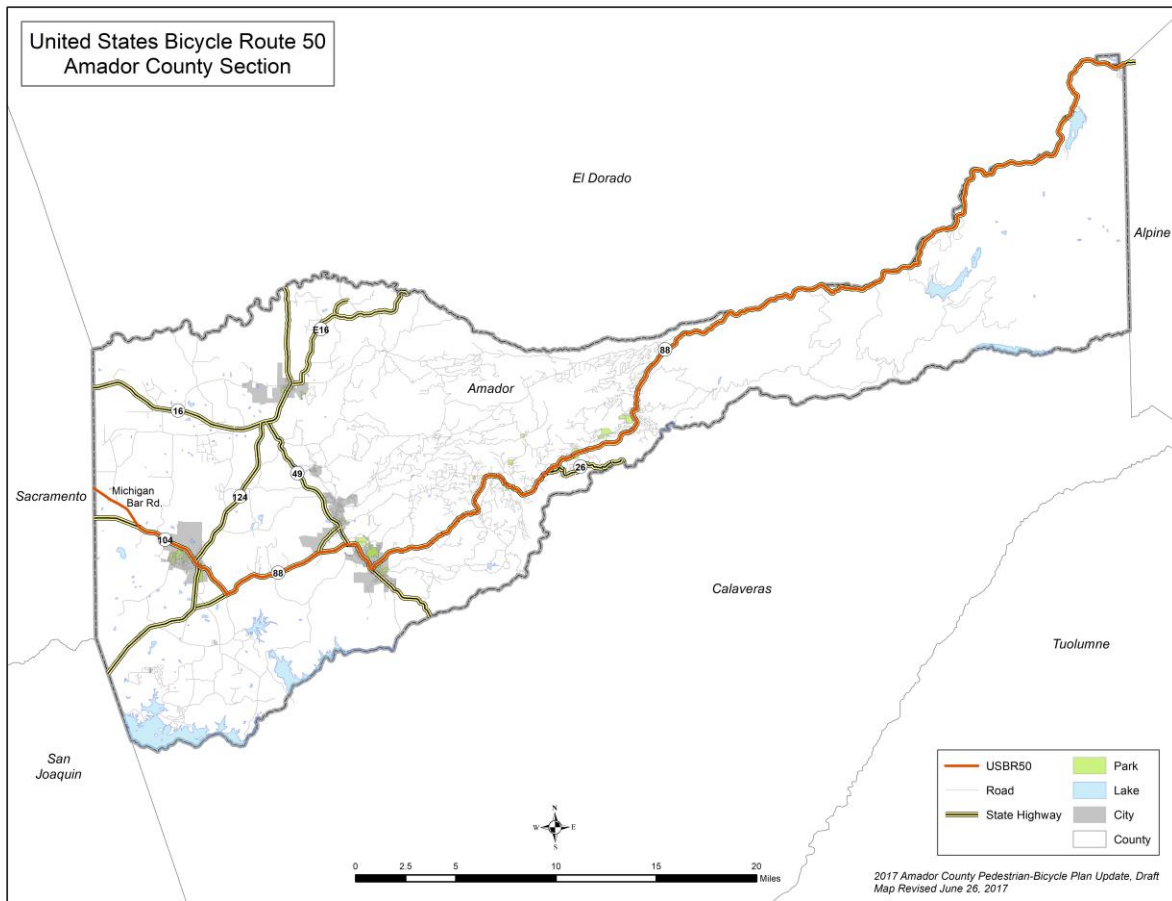 United States Bicycle Route 50
Amador County Section
El Dorado
Alpine
E16
88
Amador
16
26
49
124
Sacramento
Michigan
Bar Rd.
104
88
Calaveras
Tuolumne
San
Joaquin
USBR50
Road
State Highway
Park
Lake
City
County
N
W E
S
0 2.5 5 10 15 20
Miles
2017 Amador County Pedestrian-Bicycle Plan Update, Draft
Map Revised June 26, 2017